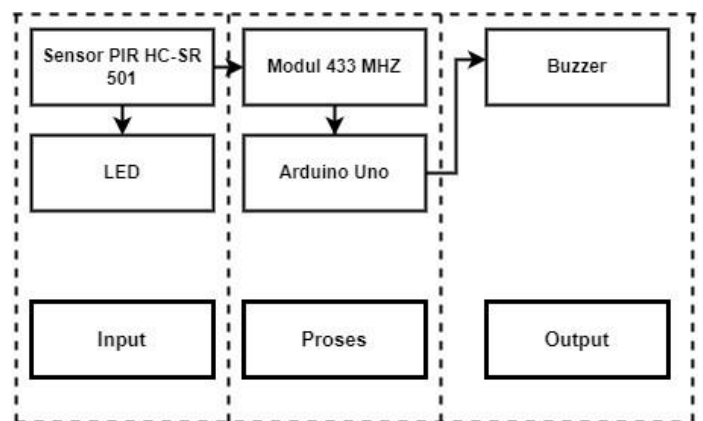 Sensor PIR HC-SR
501
Modul 433 MHZ
Buzzer
LED
Arduino Uno
Input
Proses
Output